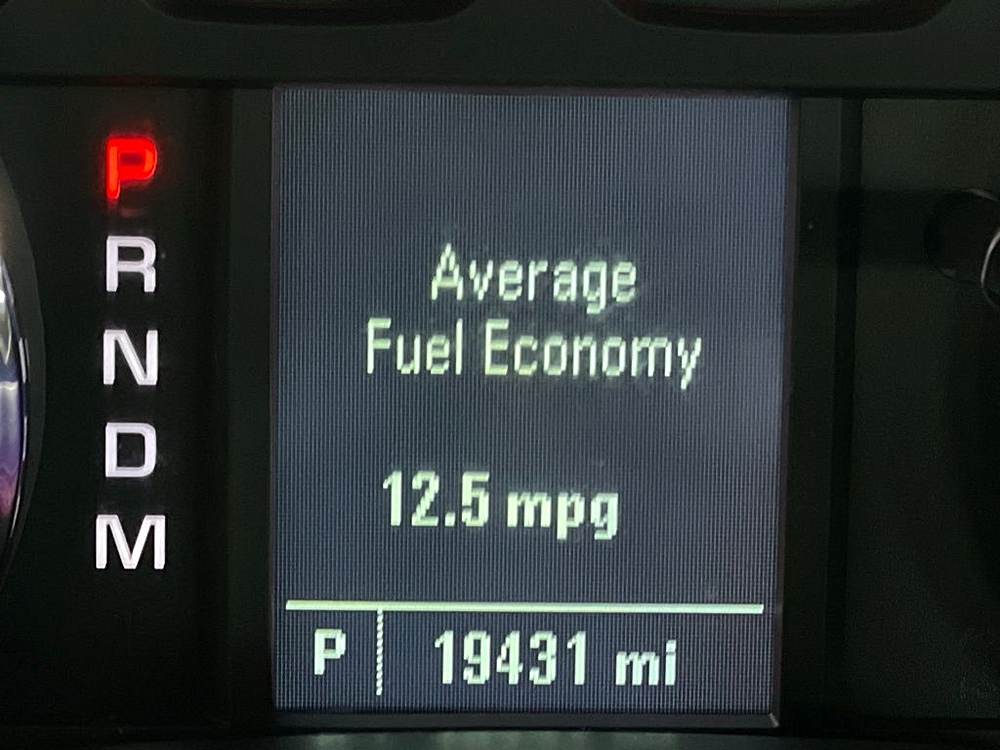 P
R
N
D
M
Average
Fuel Economy
12.5 mpg
P 19431 mi